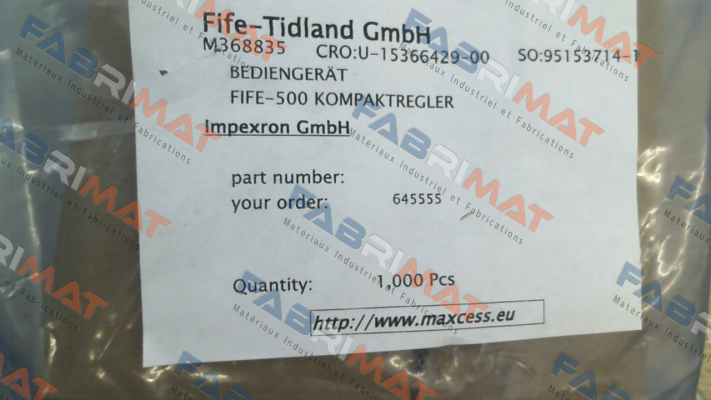 Fife-Tidland GmbH
M368835 CRO:U-15366429-00 SO:95153714-1
BEDIENGERÄT
FIFE-500 KOMPAKTREGLER
Impexron GmbH
part number:
your order: 645555
Quantity: 1,000 Pcs
http://www.maxcess.eu
FABRIMAT
Materiaux Industriel et Fabrications